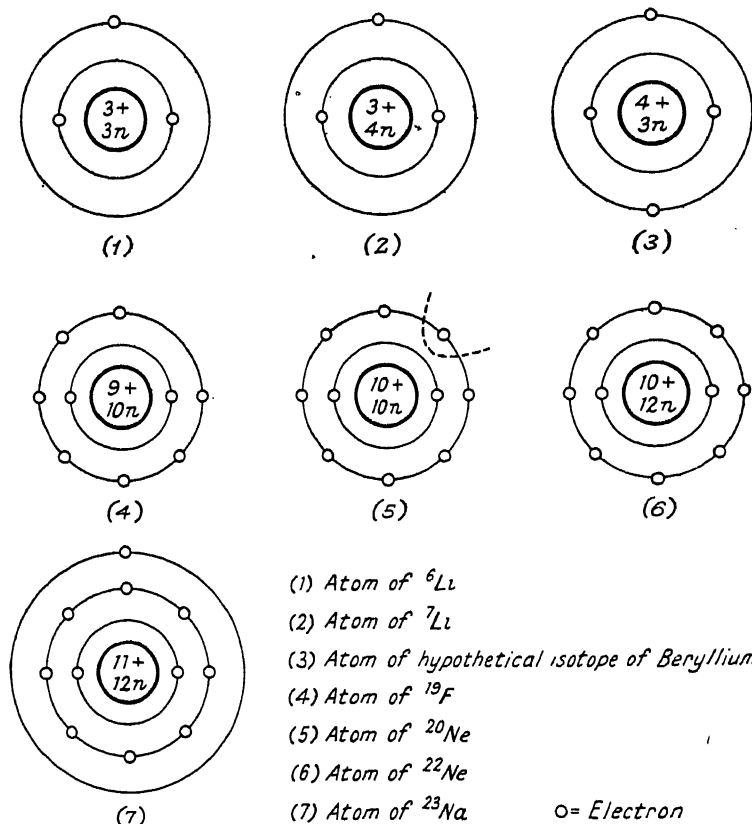 3+ 3+ 4+
3n 4n 3n
(1) (2) (3)
9+ 10+ 10+
10n 10n 12n
(4) (5) (6)
11+
12n
(7)
(1) Atom of ⁶Li
(2) Atom of ⁷Li
(3) Atom of hypothetical isotope of Beryllium
(4) Atom of ¹⁹F
(5) Atom of ²⁰Ne
(6) Atom of ²²Ne
(7) Atom of ²³Na O= Electron